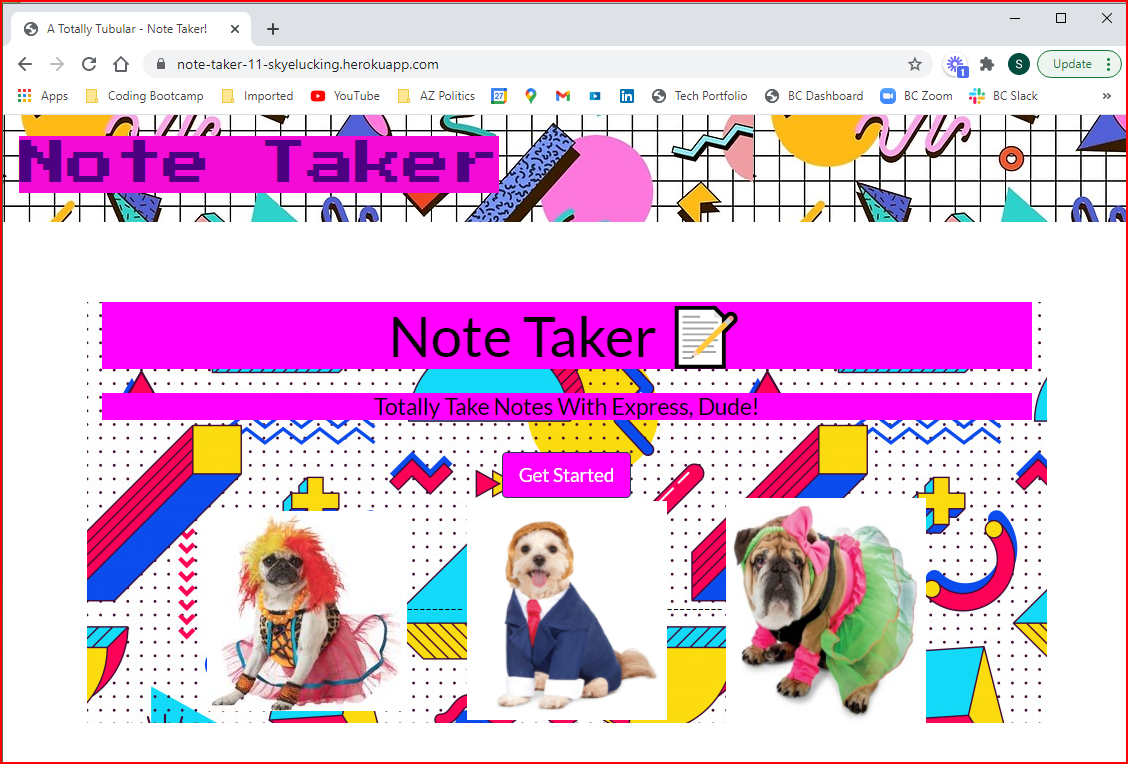 A Totally Tubular - Note Taker!
note-taker-11-skyelucking.herokuapp.com
1
S
Update
Apps
Coding Bootcamp
Imported
YouTube
AZ Politics
27
Tech Portfolio
BC Dashboard
BC Zoom
BC Slack
Note Taker
Note Taker
Totally Take Notes With Express, Dude!
Get Started